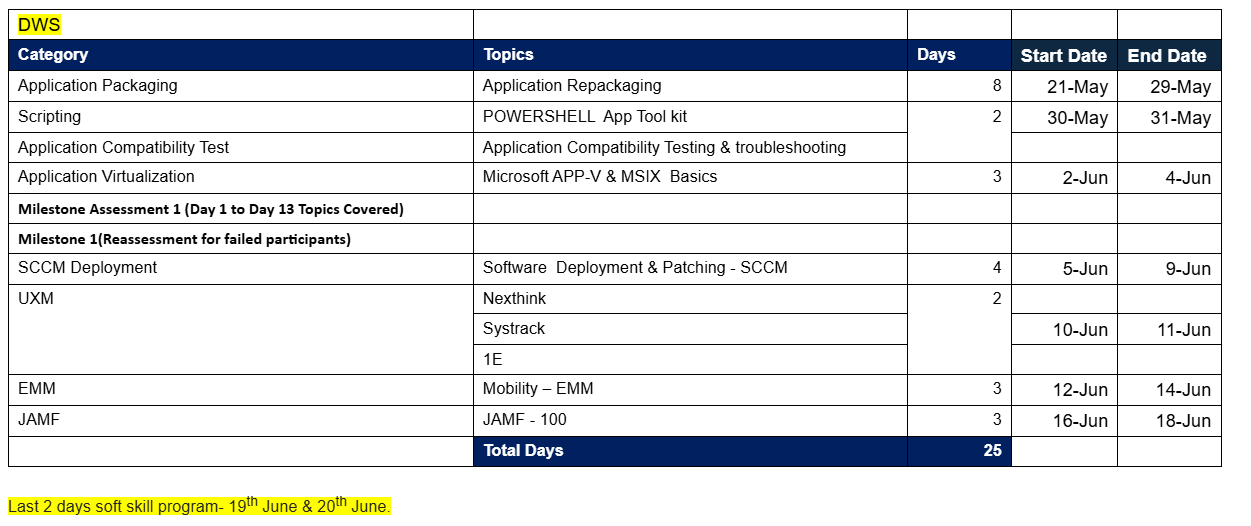 DWS
Category Topics Days Start Date End Date
Application Packaging Application Repackaging 8 21-May 29-May
Scripting POWERSHELL App Tool kit 2 30-May 31-May
Application Compatibility Test Application Compatibility Testing & troubleshooting
Application Virtualization Microsoft APP-V & MSIX Basics 3 2-Jun 4-Jun
Milestone Assessment 1 (Day 1 to Day 13 Topics Covered)
Milestone 1(Reassessment for failed participants)
SCCM Deployment Software Deployment & Patching - SCCM 4 5-Jun 9-Jun
UXM Nexthink 2
Systrack 10-Jun 11-Jun
1E
EMM Mobility – EMM 3 12-Jun 14-Jun
JAMF JAMF - 100 3 16-Jun 18-Jun
Total Days 25
Last 2 days soft skill program- 19th June & 20th June.